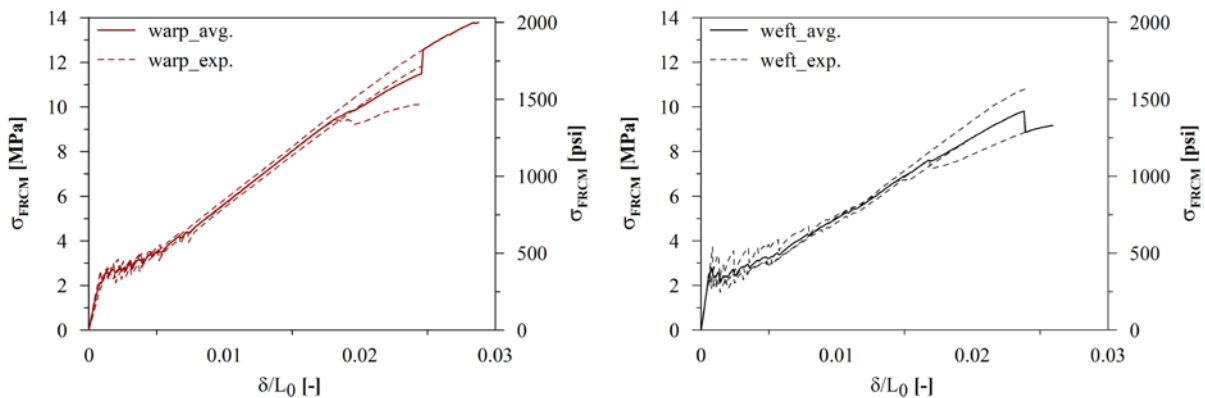 14
12
10
8
6
4
2
0
σFRCM [MPa]
warp_avg.
warp_exp.
2000
1500
1000
500
0
σFRCM [psi]
0 0.01 0.02 0.03
δ/L0 [-]
14
12
10
8
6
4
2
0
σFRCM [MPa]
weft_avg.
weft_exp.
2000
1500
1000
500
0
σFRCM [psi]
0 0.01 0.02 0.03
δ/L0 [-]